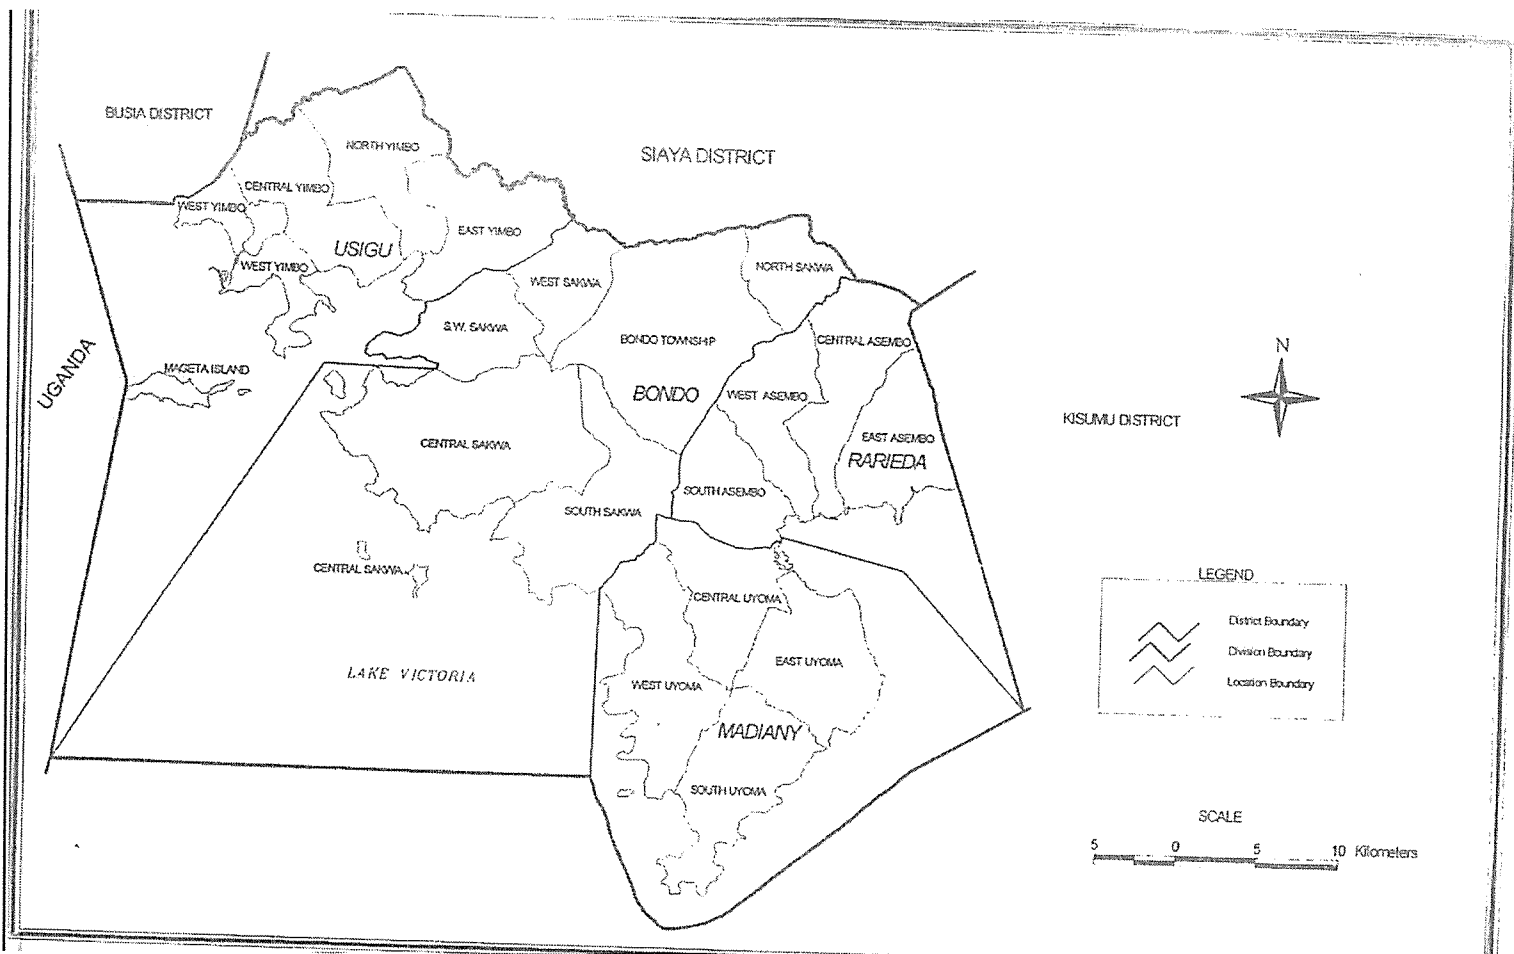 BUSIA DISTRICT
SIAYA DISTRICT
NORTH YIMBO
CENTRAL YIMBO
WEST YIMBO
EAST YIMBO
USIGU
WEST YIMBO
NORTH SAKWA
WEST SAKWA
S.W. SAKWA
BONDO TOWNSHIP
CENTRAL ASEMBO
UGANDA
MAGETA ISLAND
BONDO
WEST ASEMBO
N
KISUMU DISTRICT
CENTRAL SAKWA
EAST ASEMBO
RARIEDA
SOUTH ASEMBO
SOUTH SAKWA
CENTRAL SAKWA
CENTRAL UYOMA
LEGEND
District Boundary
Division Boundary
Location Boundary
EAST UYOMA
LAKE VICTORIA
WEST UYOMA
MADIANY
SOUTH UYOMA
SCALE
5 0 5 10 Kilometers